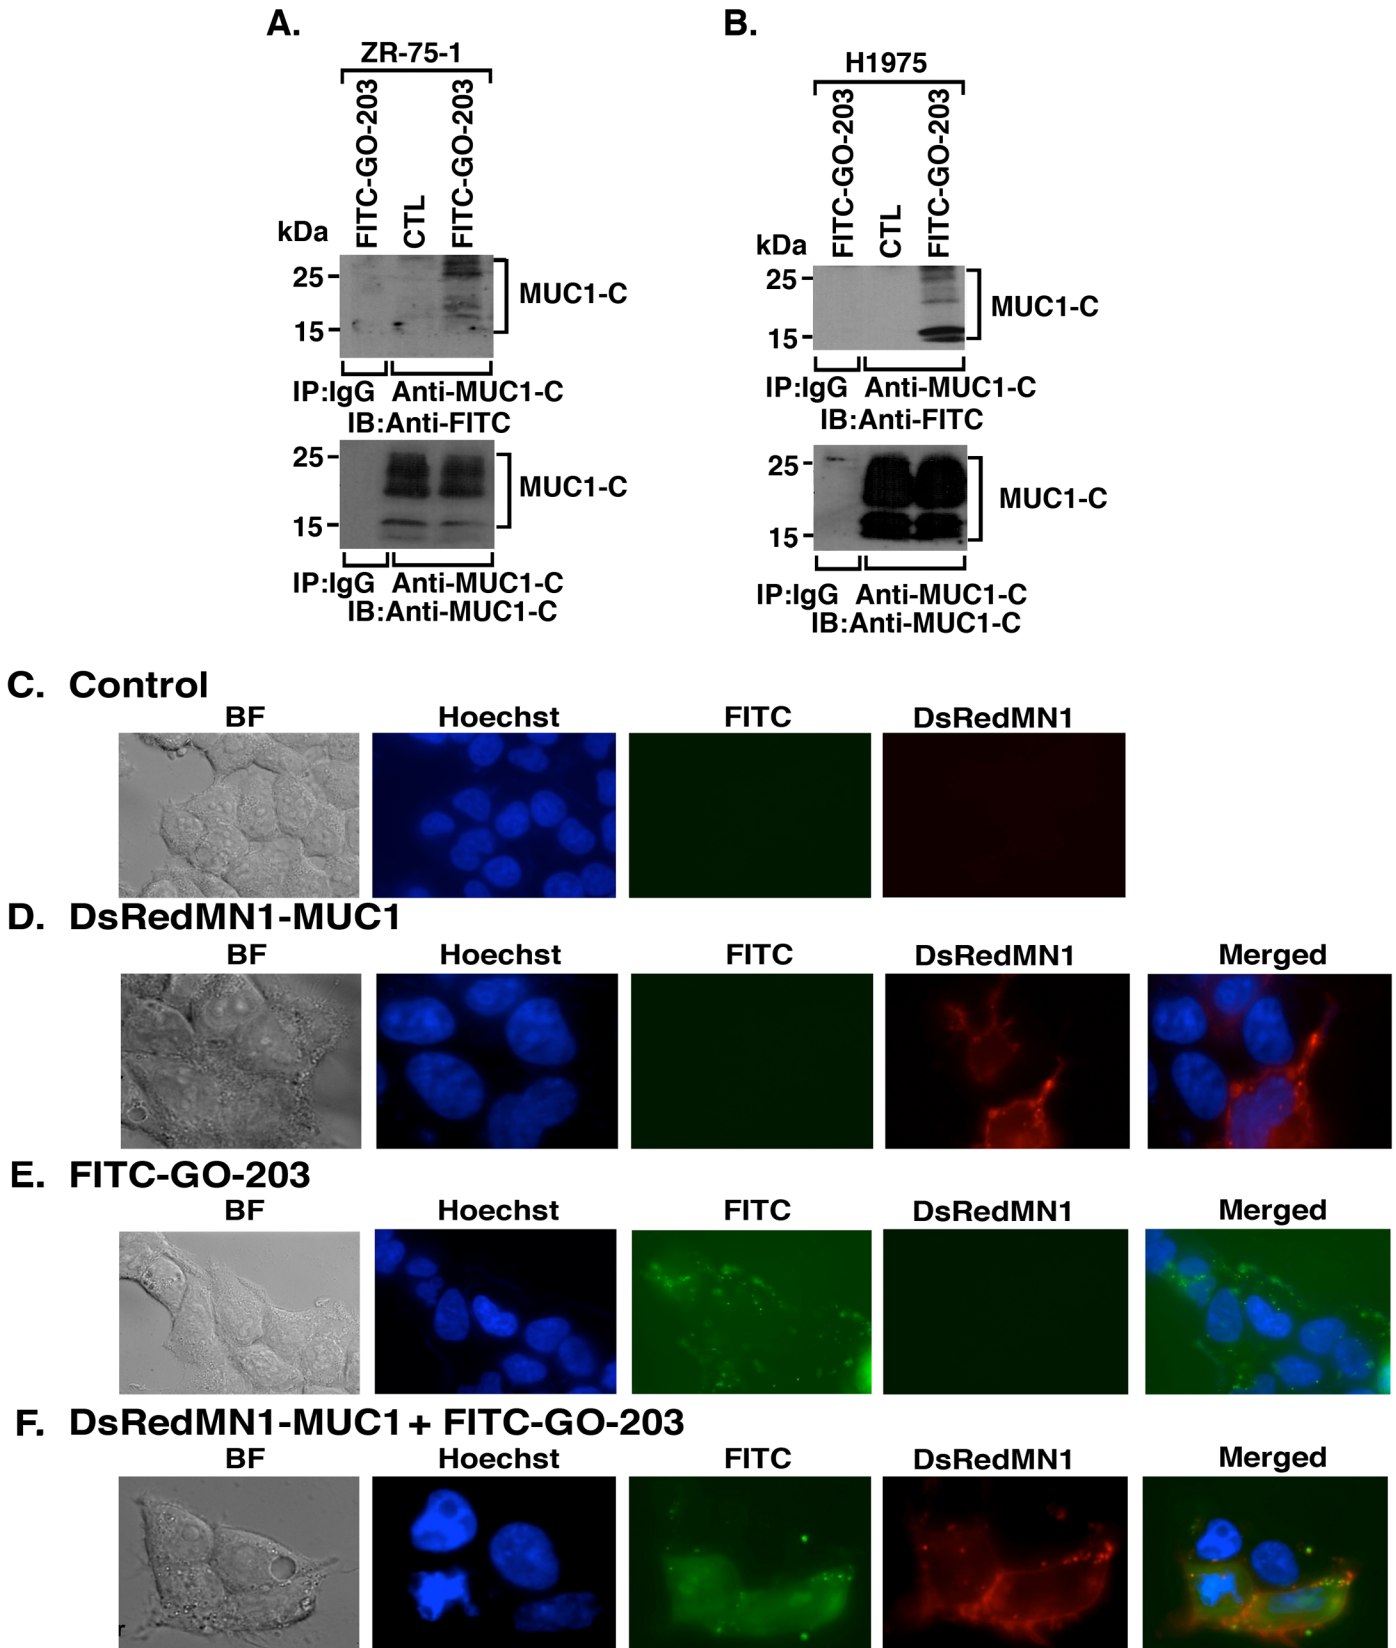 A.
ZR-75-1
FITC-GO-203
CTL
FITC-GO-203
kDa
25
15
MUC1-C
IP:IgG Anti-MUC1-C
IB:Anti-FITC
25
15
MUC1-C
IP:IgG Anti-MUC1-C
IB:Anti-MUC1-C
B.
H1975
FITC-GO-203
CTL
FITC-GO-203
kDa
25
15
MUC1-C
IP:IgG Anti-MUC1-C
IB:Anti-FITC
25
15
MUC1-C
IP:IgG Anti-MUC1-C
IB:Anti-MUC1-C
C. Control
BF Hoechst FITC DsRedMN1
D. DsRedMN1-MUC1
BF Hoechst FITC DsRedMN1 Merged
E. FITC-GO-203
BF Hoechst FITC DsRedMN1 Merged
F. DsRedMN1-MUC1 + FITC-GO-203
BF Hoechst FITC DsRedMN1 Merged